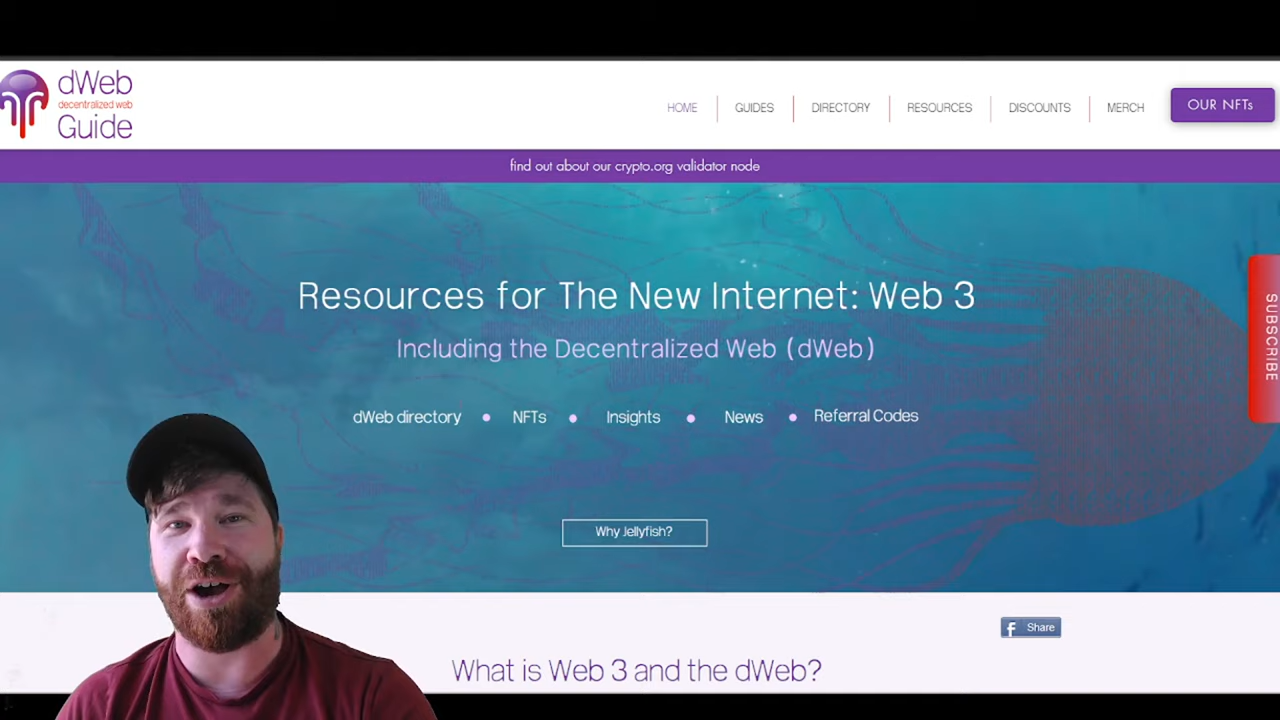 dWeb
decentralized web
Guide
HOME
GUIDES
DIRECTORY
RESOURCES
DISCOUNTS
MERCH
OUR NFTs
find out about our crypto.org validator node
Resources for The New Internet: Web 3
Including the Decentralized Web (dWeb)
dWeb directory • NFTs • Insights • News • Referral Codes
Why Jellyfish?
SUBSCRIBE
f Share
What is Web 3 and the dWeb?